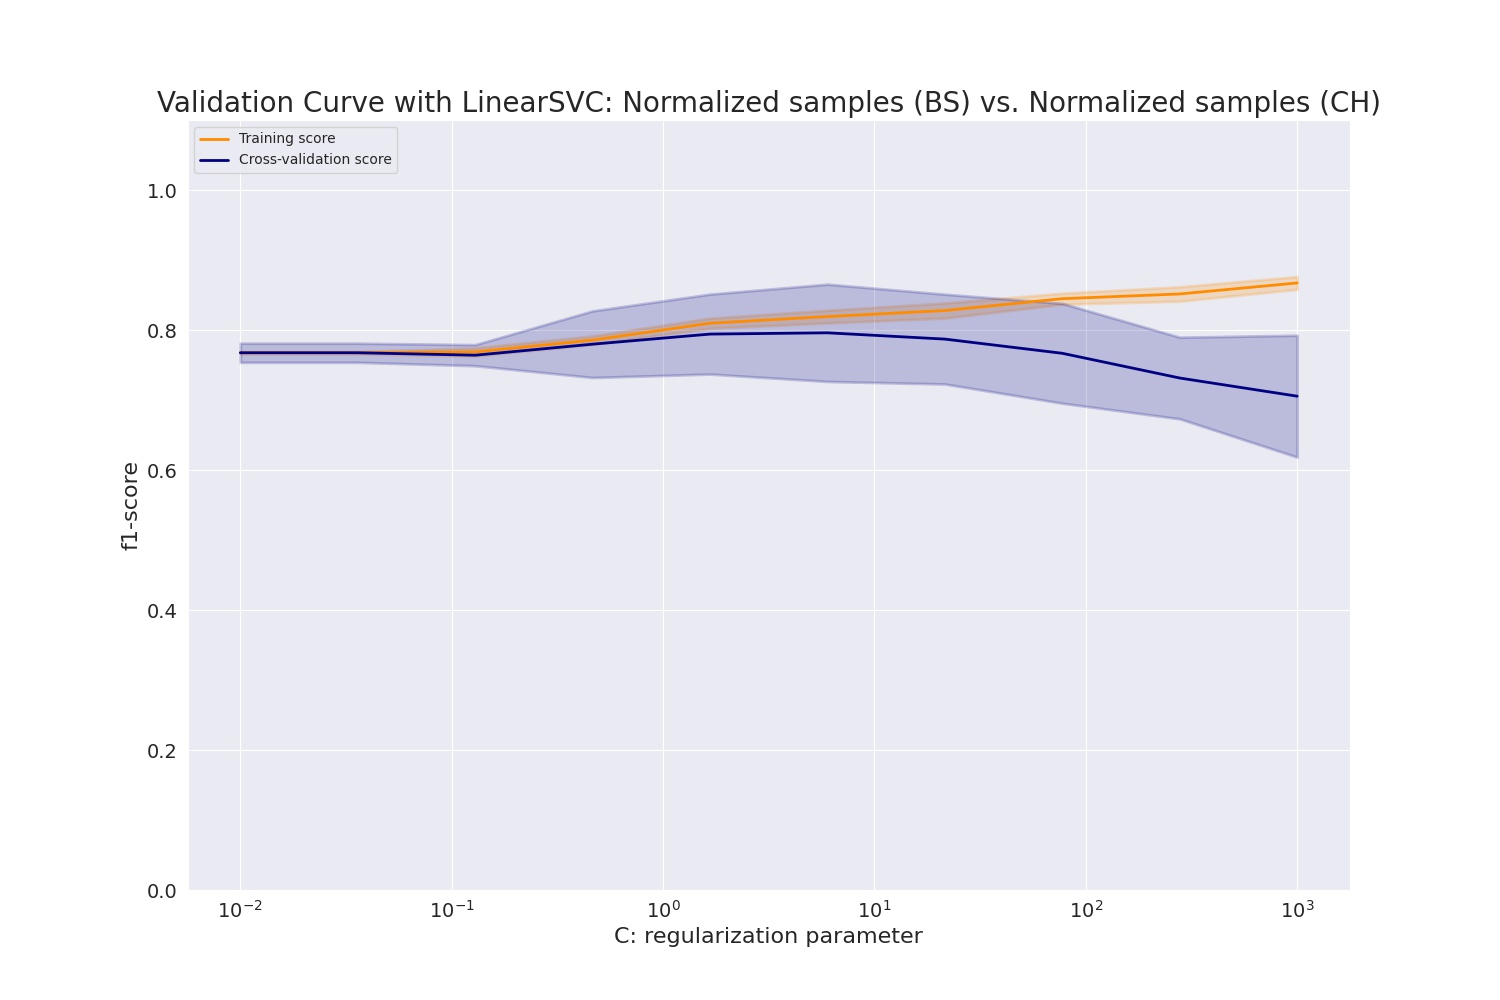 Validation Curve with LinearSVC: Normalized samples (BS) vs. Normalized samples (CH)
Training score
Cross-validation score
1.0
0.8
0.6
0.4
0.2
0.0
f1-score
10⁻² 10⁻¹ 10⁰ 10¹ 10² 10³
C: regularization parameter